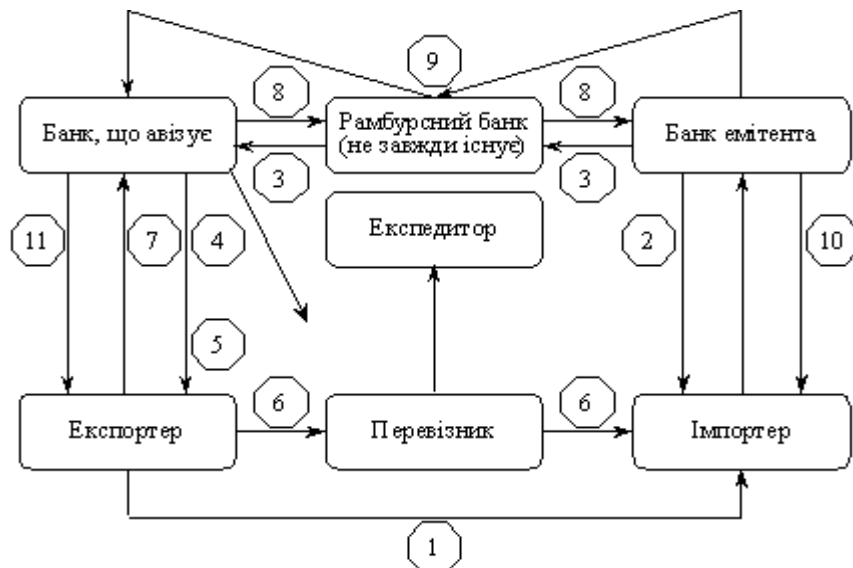 9
8
8
Банк, що авізує
Рамбурсний банк
(не завжди існує)
Банк емітента
3
3
11
7
4
Експедитор
2
10
5
6
6
Експортер
Перевізник
Імпортер
1